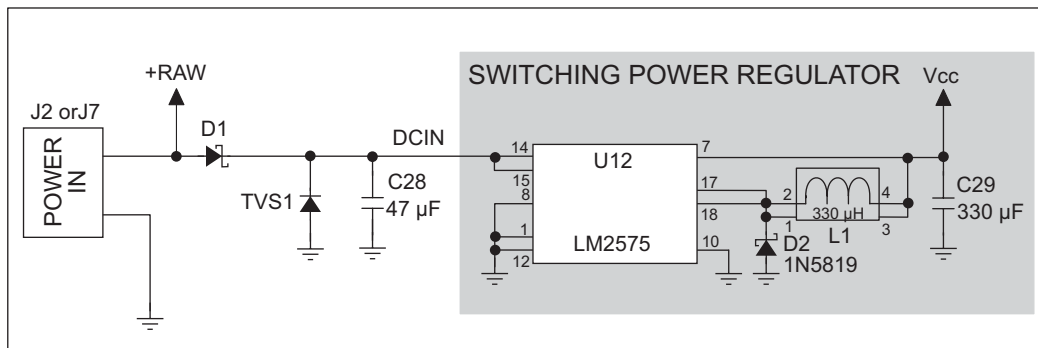 SWITCHING POWER REGULATOR
+RAW
Vcc
J2 orJ7
D1
DCIN
POWER
IN
TVS1
C28
47 µF
14
15
8
1
12
U12
LM2575
7
17
18
10
2
4
330 µH
1
3
L1
D2
1N5819
C29
330 µF